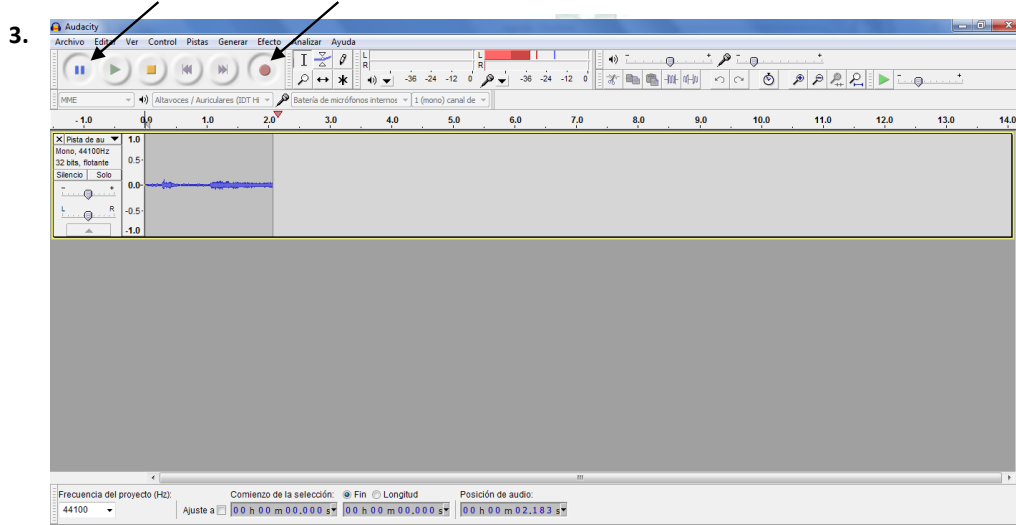 3.
Audacity
Archivo Editar Ver Control Pistas Generar Efecto Analizar Ayuda
L
R
L
R
-36 -24 -12 0
-36 -24 -12 0
MME
Altavoces / Auriculares (IDT Hi
Batería de micrófonos internos
1 (mono) canal de
- 1.0 0.0 1.0 2.0 3.0 4.0 5.0 6.0 7.0 8.0 9.0 10.0 11.0 12.0 13.0 14.0
X Pista de au
Mono, 44100Hz
32 bits, flotante
Silencio Solo
- +
L R
1.0
0.5
0.0
-0.5
-1.0
Frecuencia del proyecto (Hz): Comienzo de la selección: Fin Longitud Posición de audio:
44100 Ajuste a 00 h 00 m 00.000 s 00 h 00 m 00.000 s 00 h 00 m 02.183 s